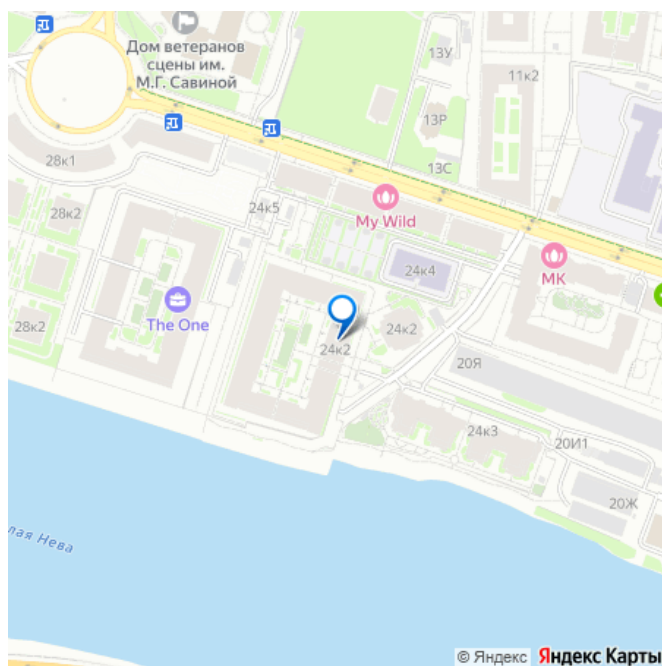 Дом ветеранов
сцены им.
М.Г. Савиной
13У
11к2
13Р
28к1
13С
28к2
24к5
My Wild
24к4
МК
The One
28к2
24к2
24к2
20Я
24к3
20И1
20Ж
лая Нева
© Яндекс Яндекс Карты